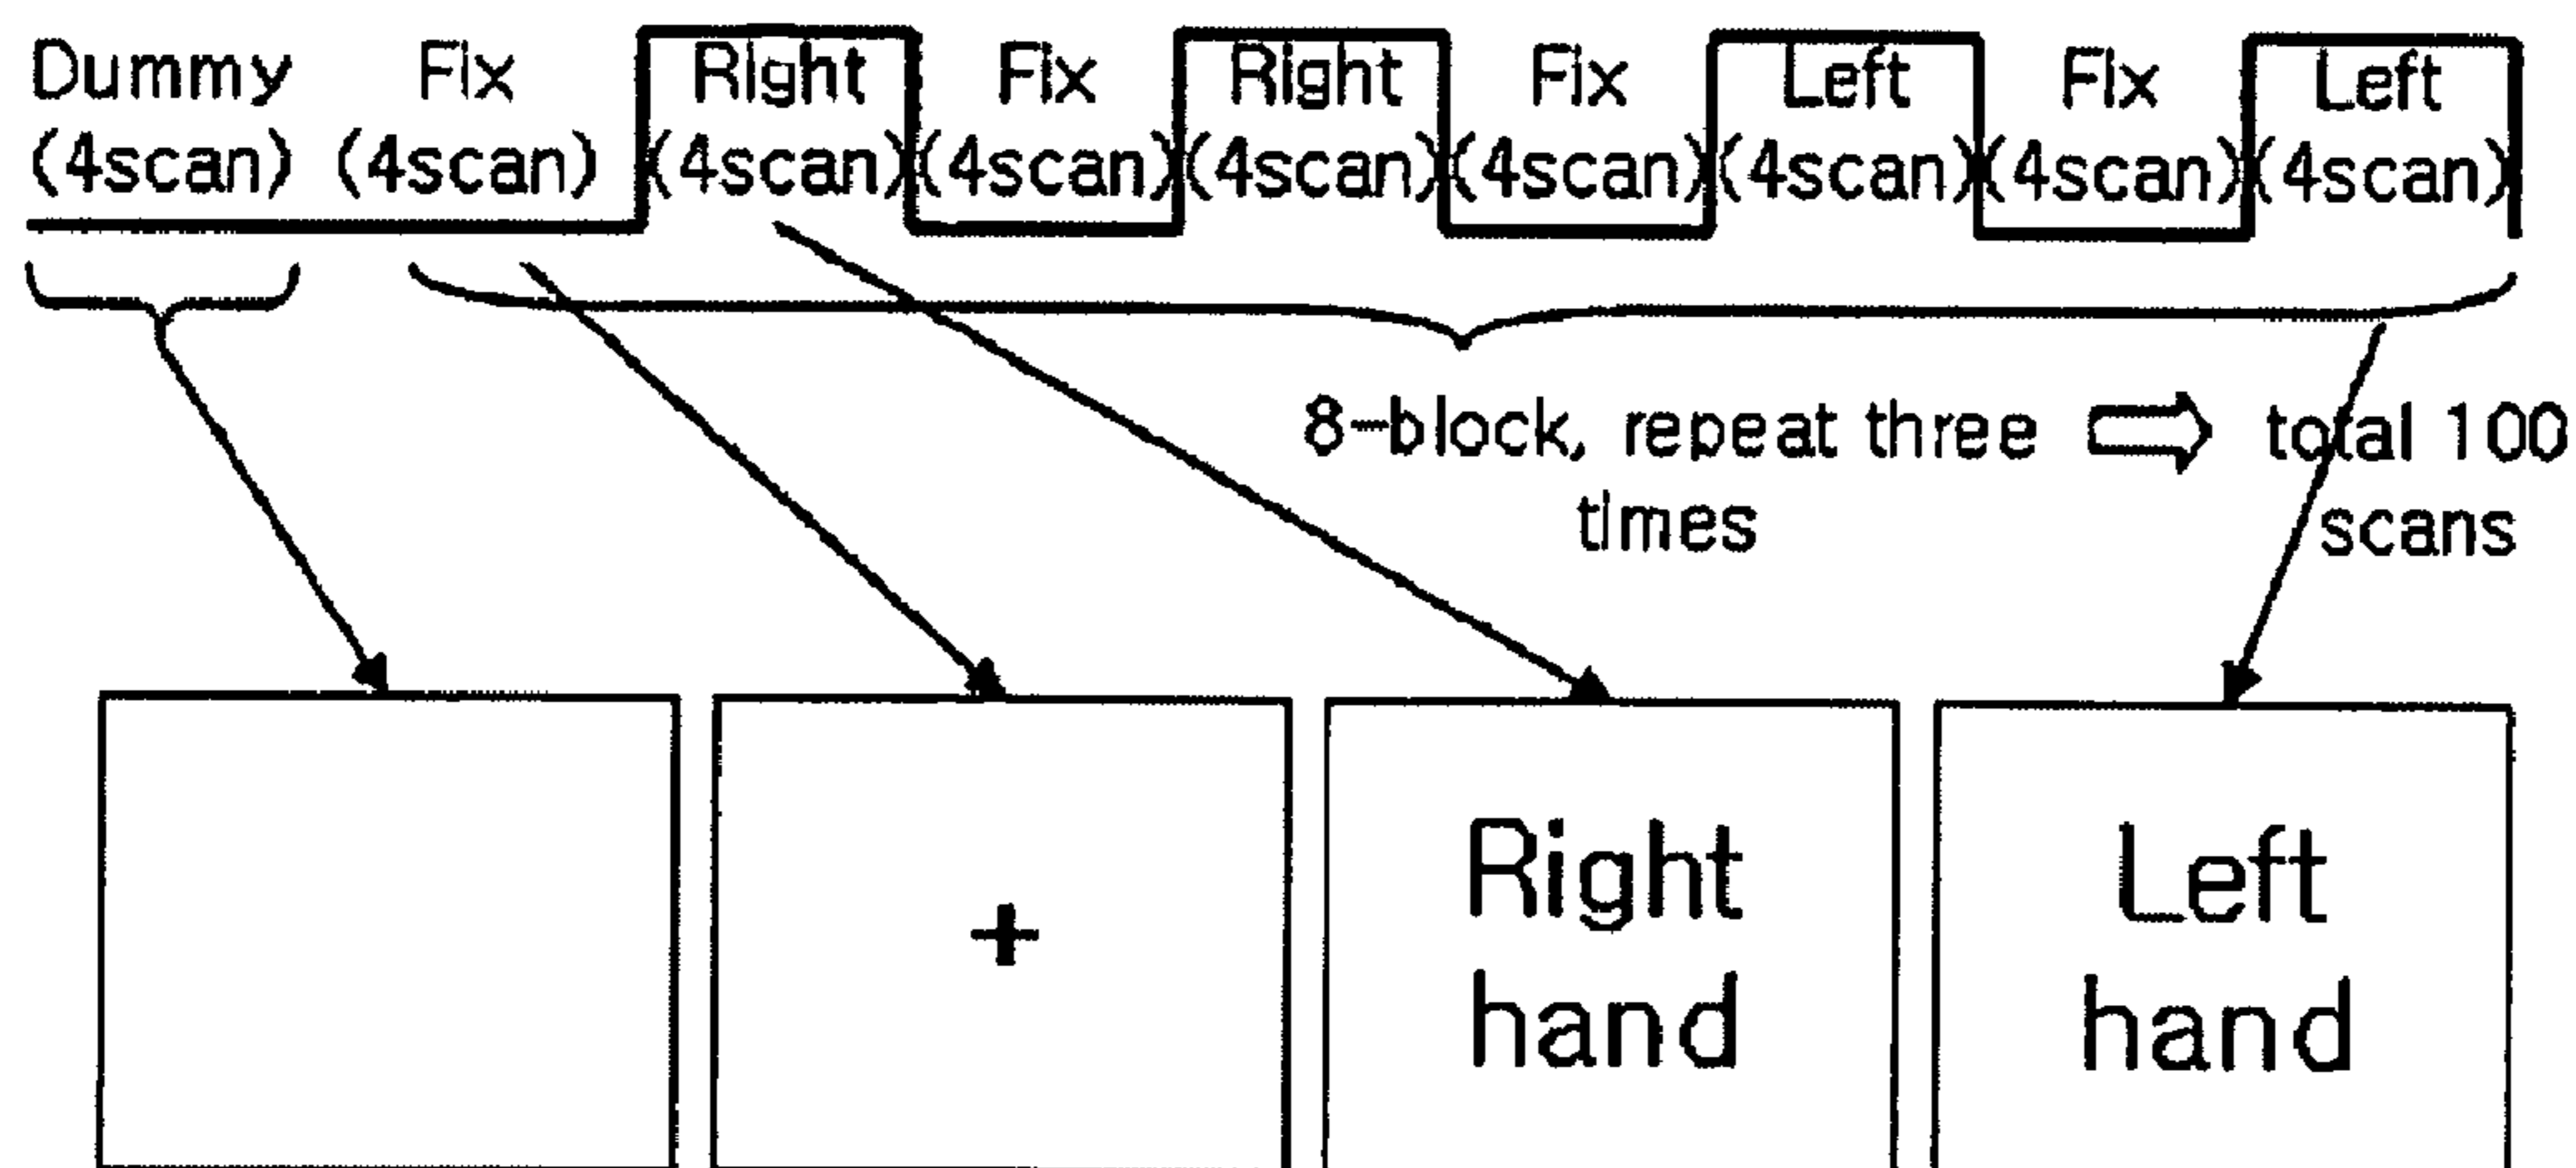 Dummy Fix Right Fix Right Fix Left Fix Left
(4scan) (4scan) (4scan) (4scan) (4scan) (4scan) (4scan) (4scan) (4scan)
8-block, repeat three total 100
times scans
+ Right Left
hand hand